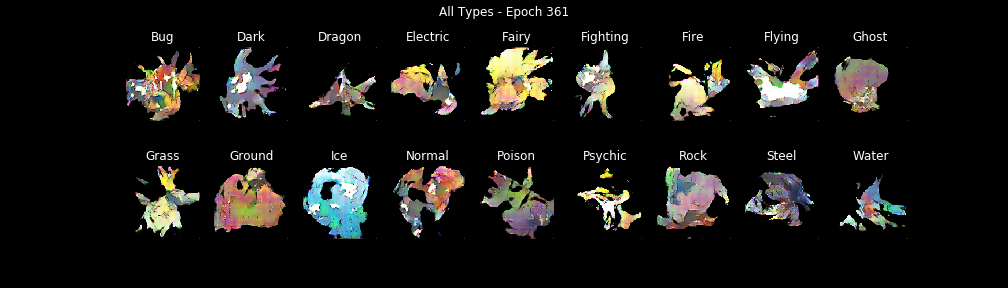 All Types - Epoch 361
Bug Dark Dragon Electric Fairy Fighting Fire Flying Ghost
Grass Ground Ice Normal Poison Psychic Rock Steel Water